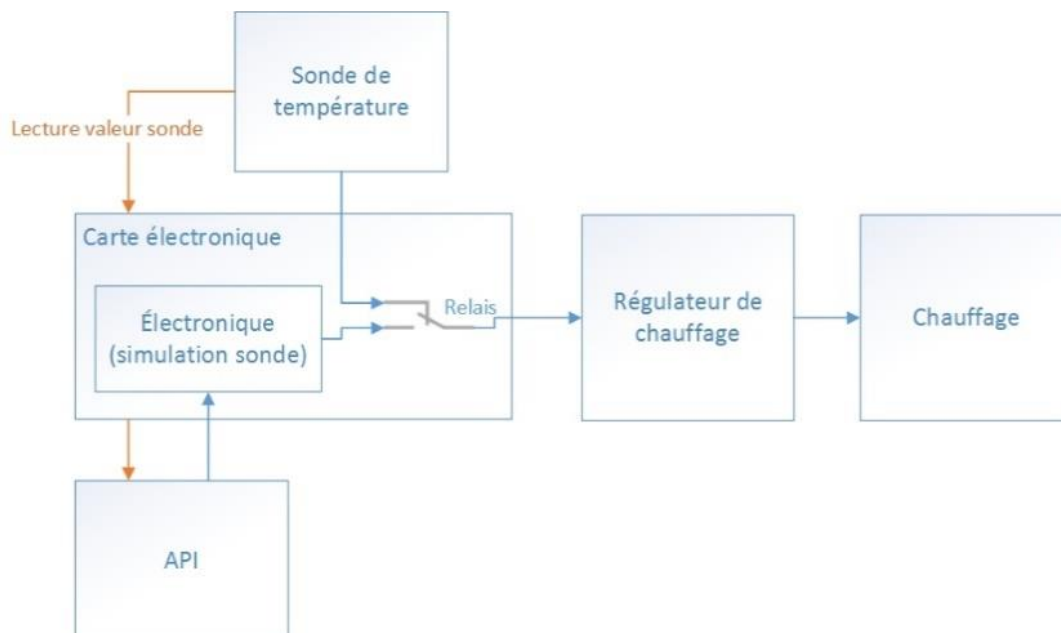 Sonde de
température
Lecture valeur sonde
Carte électronique
Relais
Électronique
(simulation sonde)
Régulateur de
chauffage
Chauffage
API